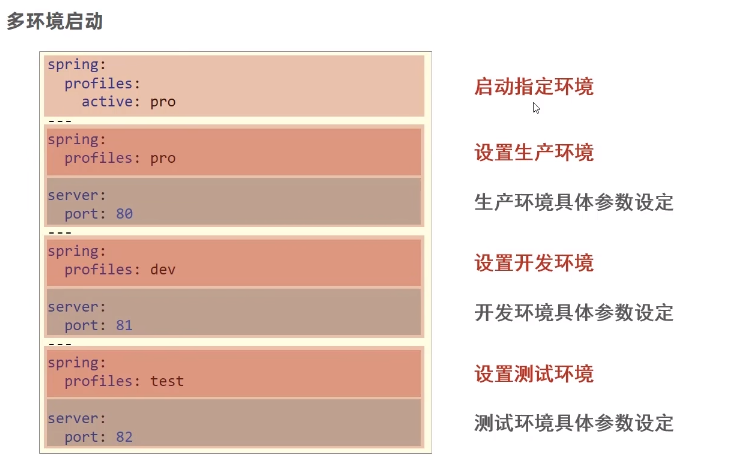 多环境启动
spring:
  profiles:
    active: pro
---
spring:
  profiles: pro
server:
  port: 80
---
spring:
  profiles: dev
server:
  port: 81
---
spring:
  profiles: test
server:
  port: 82
启动指定环境
设置生产环境
生产环境具体参数设定
设置开发环境
开发环境具体参数设定
设置测试环境
测试环境具体参数设定